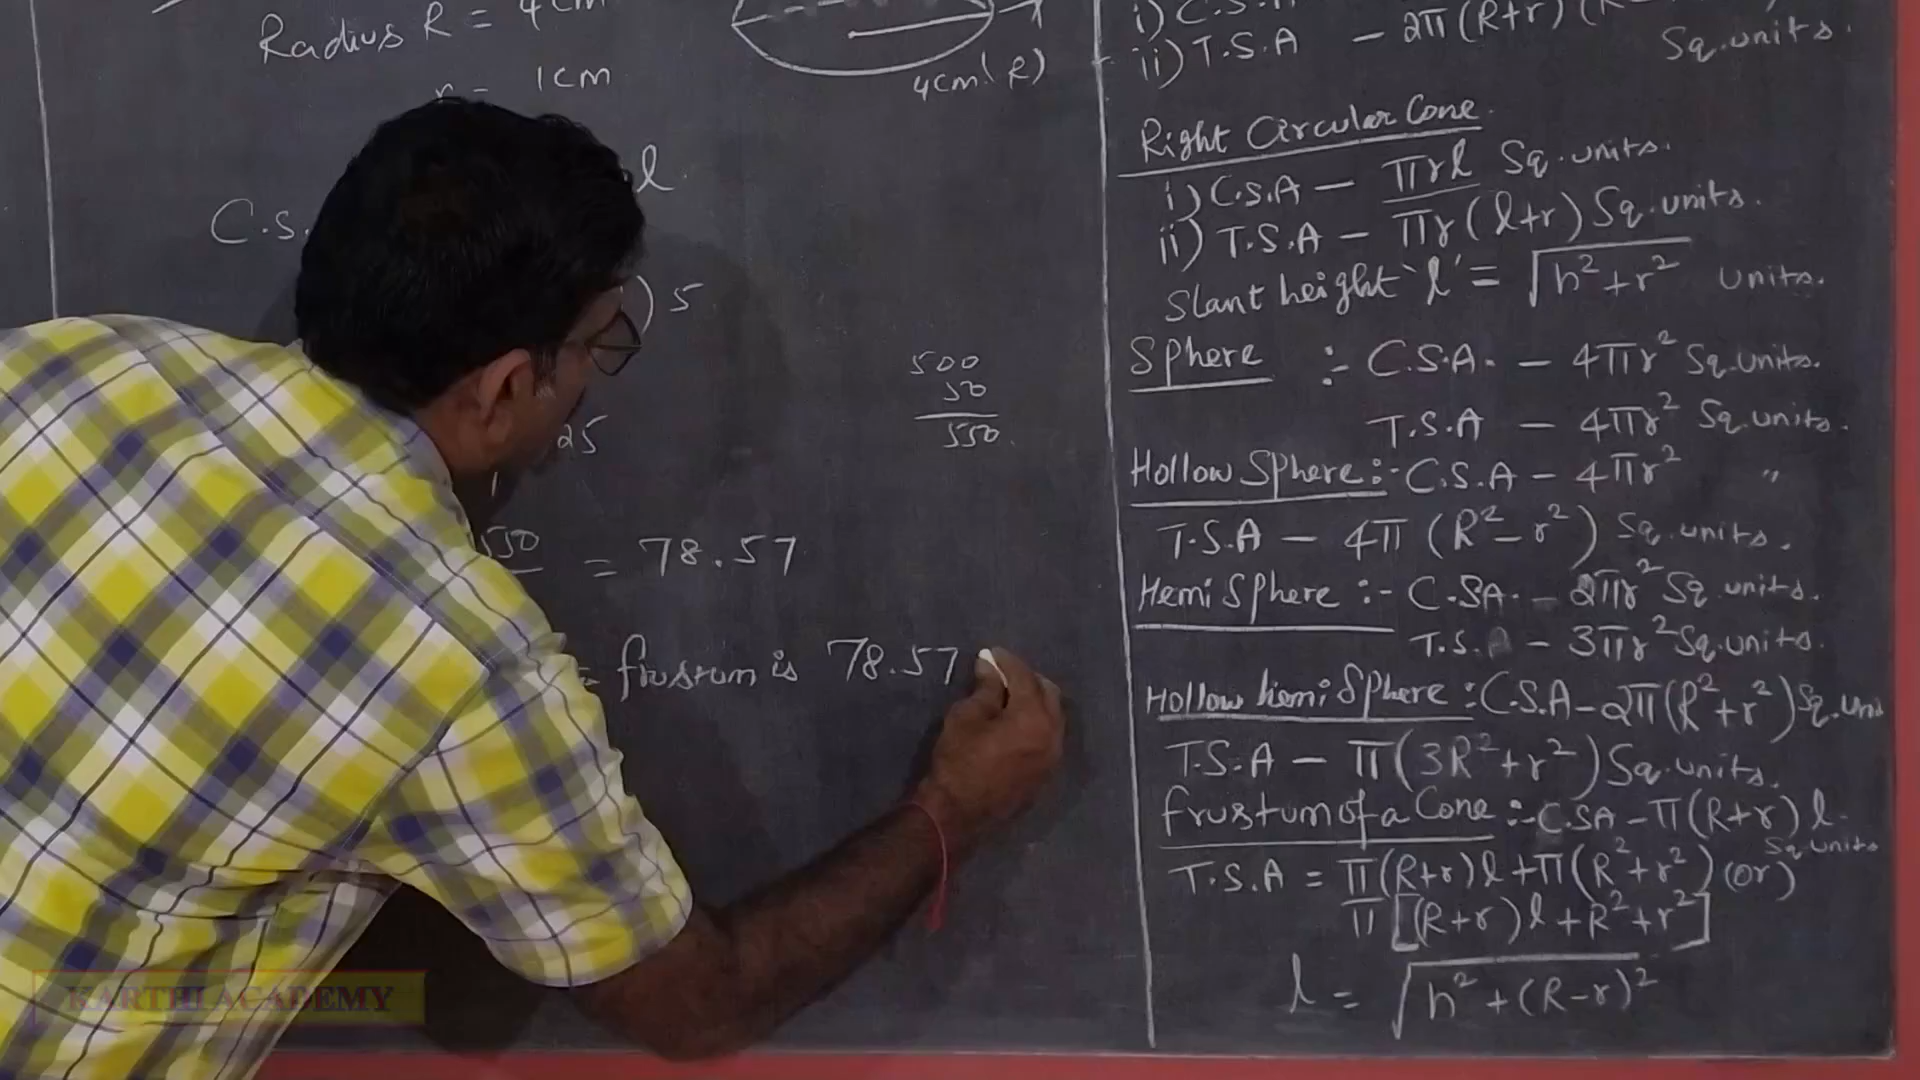 Radius R = 4cm
r = 1cm
l
C.S.
) 5
25
1
550
= 78.57
frustum is 78.57
4cm (R)
500
50
550
i) C.S.A
ii) T.S.A – 2π(R+r)(R
Sq.units.
Right Circular Cone.
i) C.S.A – πrl Sq.units.
ii) T.S.A – πr(l+r) Sq.units.
Slant height 'l' = √h²+r² units.
Sphere :- C.S.A. – 4πr² Sq.units.
T.S.A – 4πr² Sq.units.
Hollow Sphere:- C.S.A – 4πr² "
T.S.A – 4π(R²–r²) Sq.units.
Hemi Sphere :- C.S.A. – 2πr² Sq units.
T.S. – 3πr² Sq.units.
Hollow hemi Sphere : C.S.A – 2π(R²+r²) Sq.uni
T.S.A – π(3R²+r²) Sq.units.
frustum of a Cone :- CSA – π(R+r) l.
Sq.units
T.S.A = π(R+r)l + π(R²+r²) (or)
π[(R+r)l + R²+r²]
l = √h²+(R–r)²
KARTHI ACADEMY